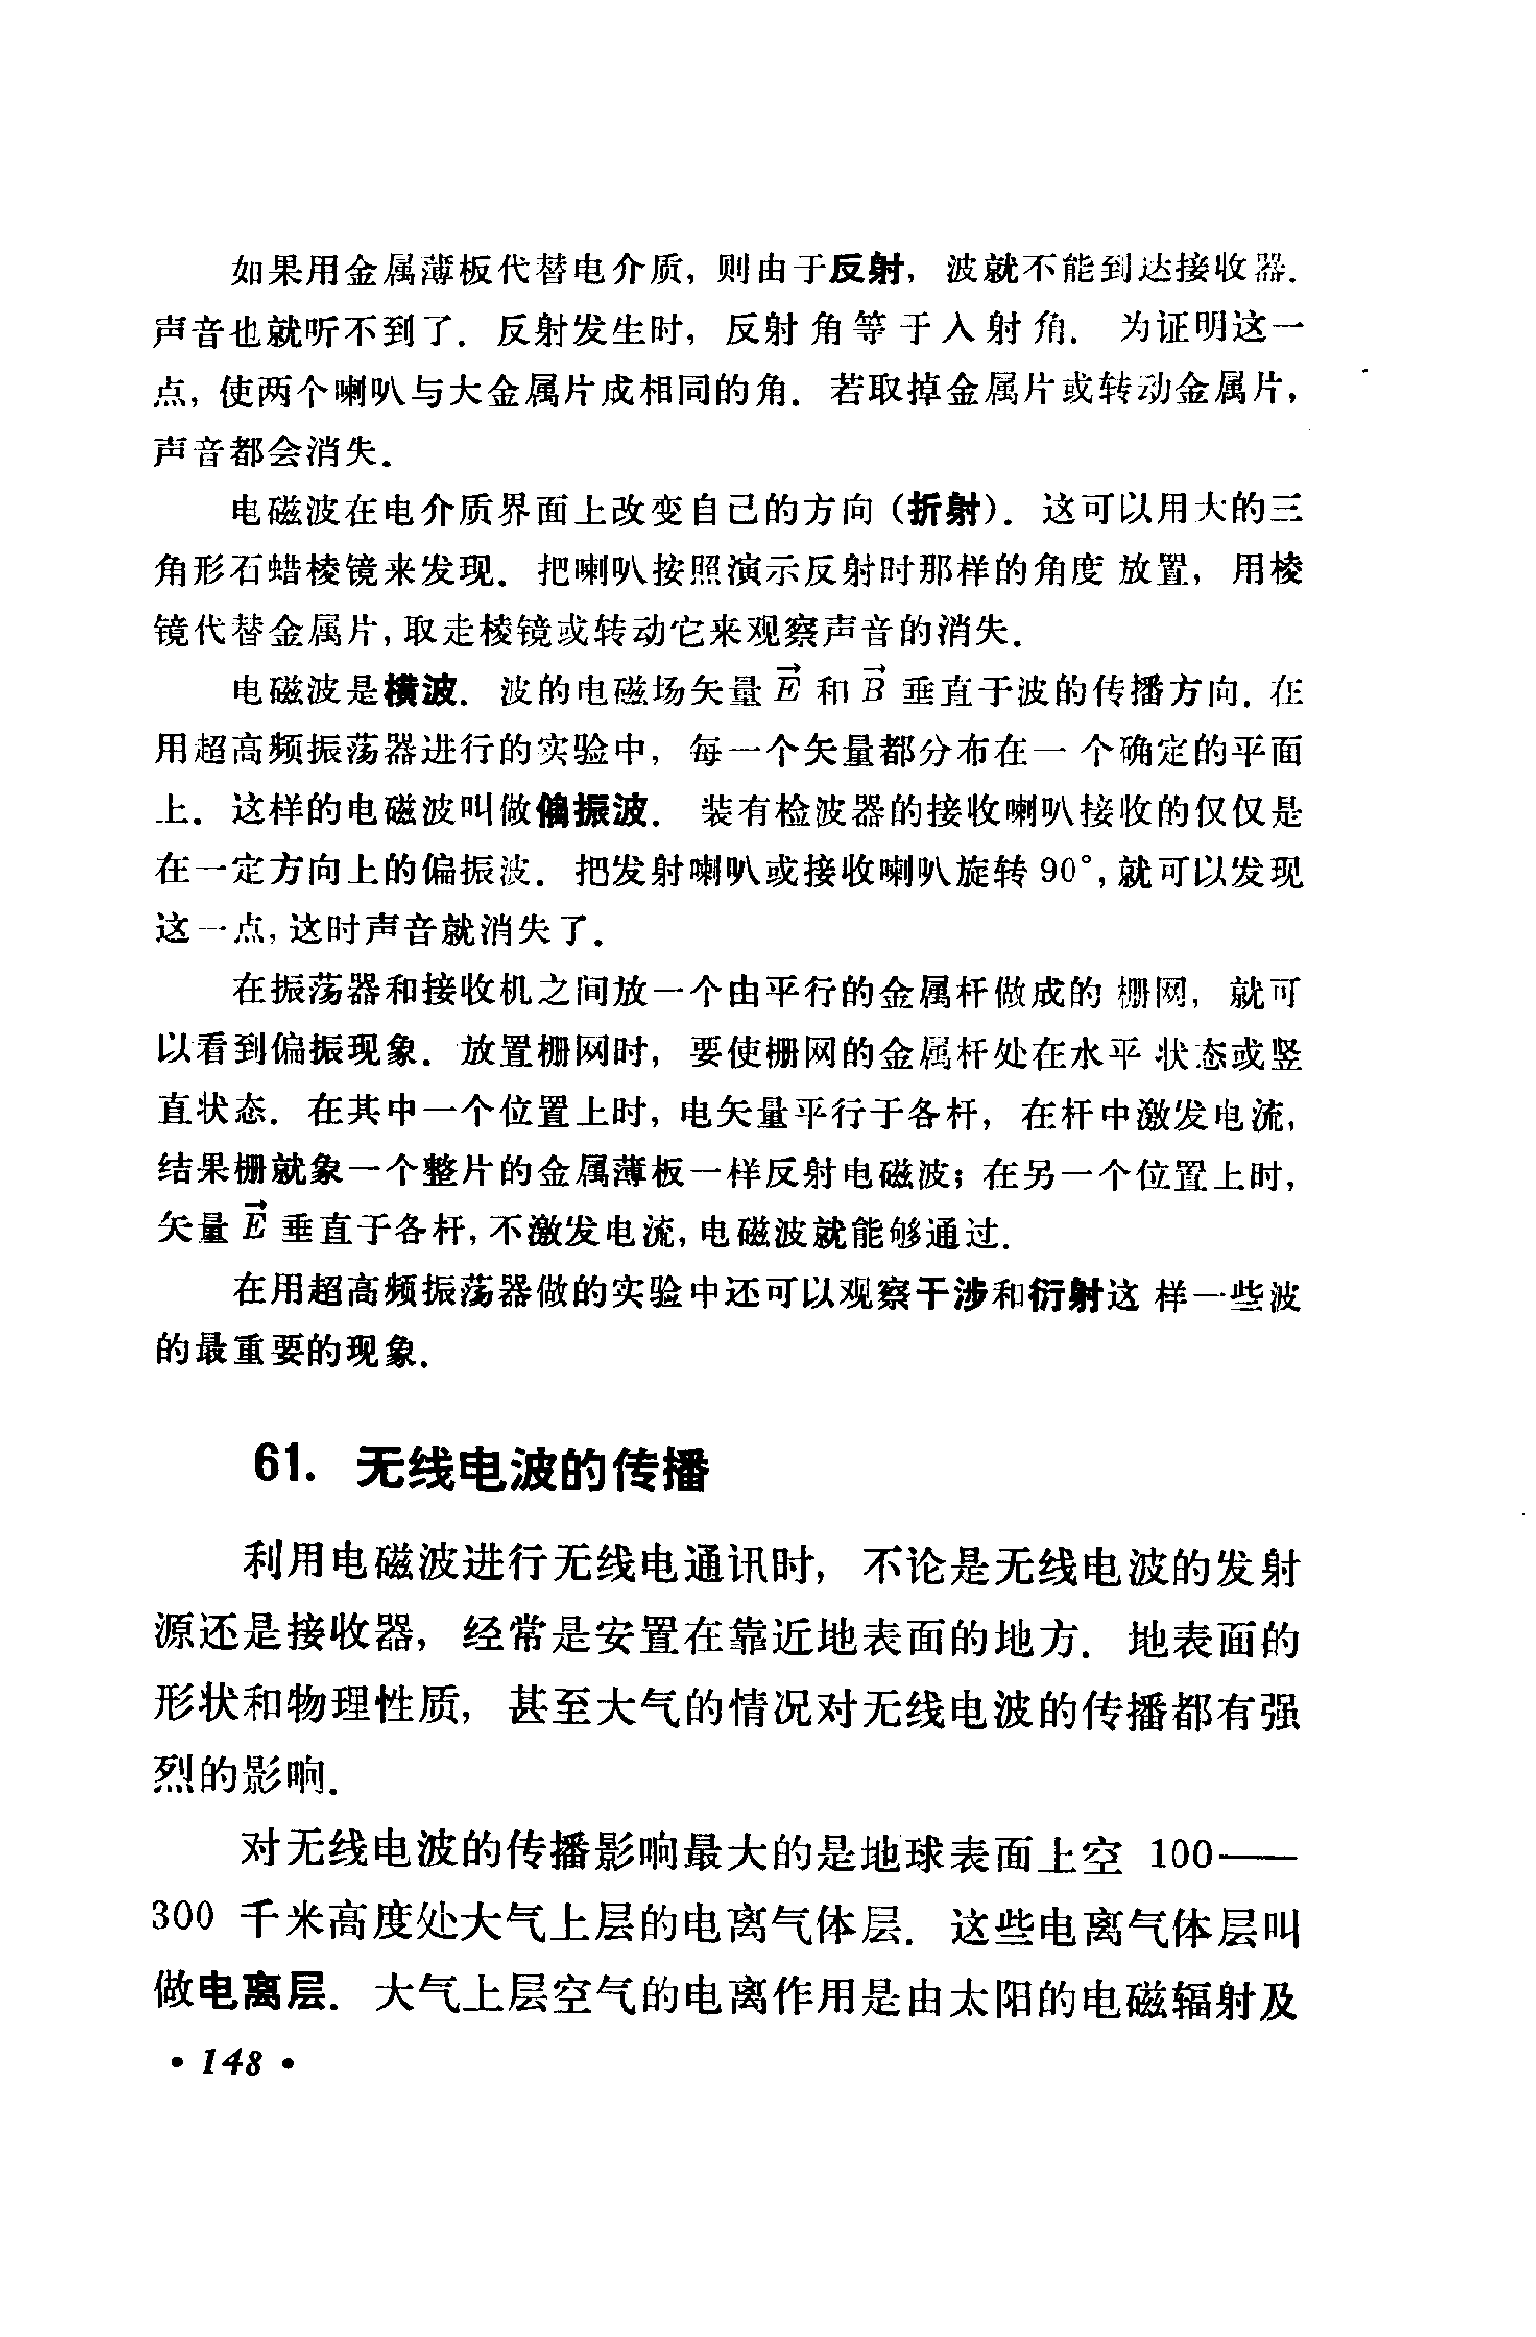 如果用金属薄板代替电介质，则由于反射，波就不能到达接收器．
声音也就听不到了．反射发生时，反射角等于入射角．为证明这一
点，使两个喇叭与大金属片成相同的角．若取掉金属片或转动金属片，
声音都会消失．
电磁波在电介质界面上改变自己的方向（折射）．这可以用大的三
角形石蜡棱镜来发现．把喇叭按照演示反射时那样的角度放置，用棱
镜代替金属片，取走棱镜或转动它来观察声音的消失．
电磁波是横波．波的电磁场矢量 E⃗ 和 B⃗ 垂直于波的传播方向．在
用超高频振荡器进行的实验中，每一个矢量都分布在一个确定的平面
上．这样的电磁波叫做偏振波．装有检波器的接收喇叭接收的仅仅是
在一定方向上的偏振波．把发射喇叭或接收喇叭旋转 90°，就可以发现
这一点，这时声音就消失了．
在振荡器和接收机之间放一个由平行的金属杆做成的栅网，就可
以看到偏振现象．放置栅网时，要使栅网的金属杆处在水平状态或竖
直状态．在其中一个位置上时，电矢量平行于各杆，在杆中激发电流，
结果栅就象一个整片的金属薄板一样反射电磁波；在另一个位置上时，
矢量 E⃗ 垂直于各杆，不激发电流，电磁波就能够通过．
在用超高频振荡器做的实验中还可以观察干涉和衍射这样一些波
的最重要的现象．
61．无线电波的传播
利用电磁波进行无线电通讯时，不论是无线电波的发射
源还是接收器，经常是安置在靠近地表面的地方．地表面的
形状和物理性质，甚至大气的情况对无线电波的传播都有强
烈的影响．
对无线电波的传播影响最大的是地球表面上空 100——
300 千米高度处大气上层的电离气体层．这些电离气体层叫
做电离层．大气上层空气的电离作用是由太阳的电磁辐射及
• 148 •